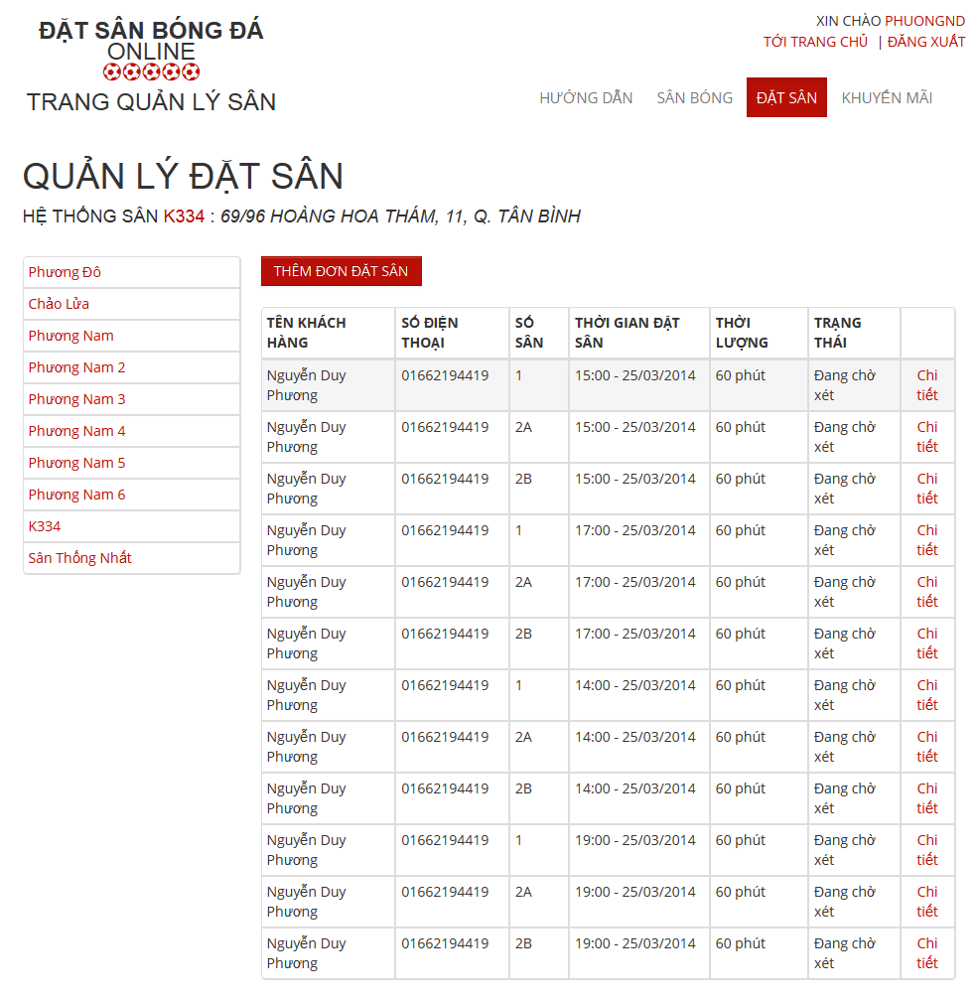 ĐẶT SÂN BÓNG ĐÁ
ONLINE
TRANG QUẢN LÝ SÂN
XIN CHÀO PHUONGND
TỚI TRANG CHỦ | ĐĂNG XUẤT
HƯỚNG DẪN SÂN BÓNG ĐẶT SÂN KHUYẾN MÃI
QUẢN LÝ ĐẶT SÂN
HỆ THỐNG SÂN K334 : 69/96 HOÀNG HOA THÁM, 11, Q. TÂN BÌNH
Phương Đô
Chảo Lửa
Phương Nam
Phương Nam 2
Phương Nam 3
Phương Nam 4
Phương Nam 5
Phương Nam 6
K334
Sân Thống Nhất
THÊM ĐƠN ĐẶT SÂN
TÊN KHÁCH SỐ ĐIỆN SỐ THỜI GIAN ĐẶT THỜI TRẠNG
HÀNG THOẠI SÂN SÂN LƯỢNG THÁI
Nguyễn Duy 01662194419 1 15:00 - 25/03/2014 60 phút Đang chờ Chi
Phương xét tiết
Nguyễn Duy 01662194419 2A 15:00 - 25/03/2014 60 phút Đang chờ Chi
Phương xét tiết
Nguyễn Duy 01662194419 2B 15:00 - 25/03/2014 60 phút Đang chờ Chi
Phương xét tiết
Nguyễn Duy 01662194419 1 17:00 - 25/03/2014 60 phút Đang chờ Chi
Phương xét tiết
Nguyễn Duy 01662194419 2A 17:00 - 25/03/2014 60 phút Đang chờ Chi
Phương xét tiết
Nguyễn Duy 01662194419 2B 17:00 - 25/03/2014 60 phút Đang chờ Chi
Phương xét tiết
Nguyễn Duy 01662194419 1 14:00 - 25/03/2014 60 phút Đang chờ Chi
Phương xét tiết
Nguyễn Duy 01662194419 2A 14:00 - 25/03/2014 60 phút Đang chờ Chi
Phương xét tiết
Nguyễn Duy 01662194419 2B 14:00 - 25/03/2014 60 phút Đang chờ Chi
Phương xét tiết
Nguyễn Duy 01662194419 1 19:00 - 25/03/2014 60 phút Đang chờ Chi
Phương xét tiết
Nguyễn Duy 01662194419 2A 19:00 - 25/03/2014 60 phút Đang chờ Chi
Phương xét tiết
Nguyễn Duy 01662194419 2B 19:00 - 25/03/2014 60 phút Đang chờ Chi
Phương xét tiết